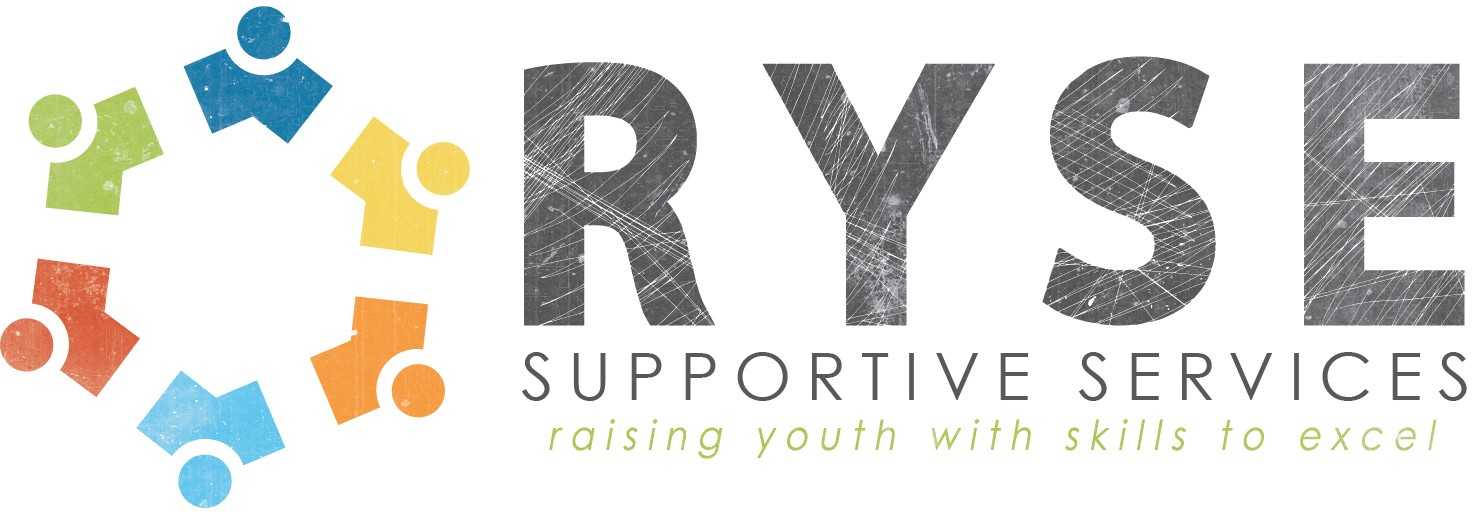 RYSE
SUPPORTIVE SERVICES
raising youth with skills to excel